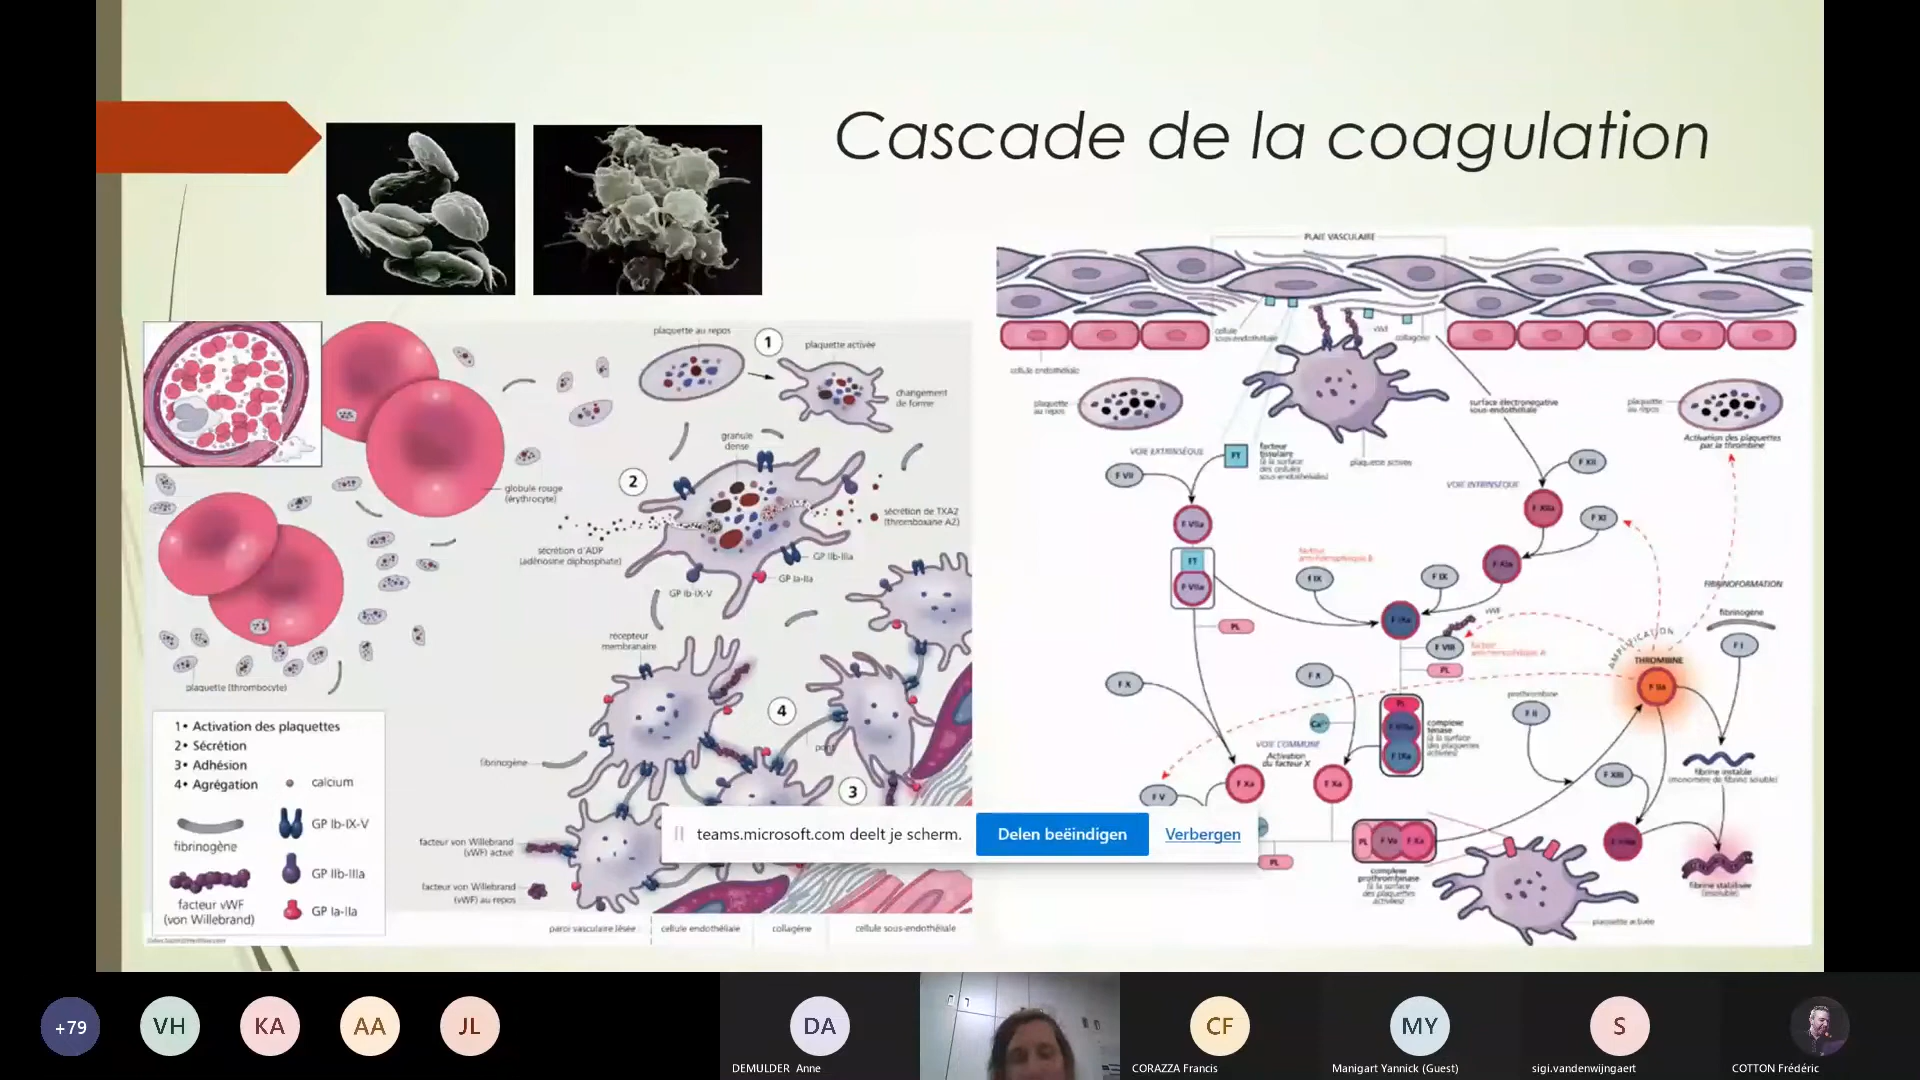 Cascade de la coagulation
plaquette au repos
1
plaquette activée
changement
de forme
granule
dense
2
globule rouge
(érythrocyte)
sécrétion de TXA2
(thromboxane A2)
sécrétion d'ADP
(adénosine diphosphate)
GP IIb-IIIa
GP Ia-IIa
GP Ib-IX-V
récepteur
membranaire
plaquette (thrombocyte)
4
pont
fibrinogène
3
1• Activation des plaquettes
2• Sécrétion
3• Adhésion
4• Agrégation
calcium
GP Ib-IX-V
fibrinogène
GP IIb-IIIa
facteur vWF
(von Willebrand)
GP Ia-IIa
facteur von Willebrand
(vWF) activé
facteur von Willebrand
(vWF) au repos
paroi vasculaire lésée
cellule endothéliale
collagène
cellule sous-endothéliale
PLAIE VASCULAIRE
cellule
sous-endothéliale
vWF
collagène
cellule endothéliale
plaquette
au repos
surface électronégative
sous-endothéliale
plaquette
au repos
Activation des plaquettes
par la thrombine
VOIE EXTRINSÈQUE
FT
facteur
tissulaire
(à la surface
des cellules
sous-endothéliales)
plaquette activée
F VII
F XII
VOIE INTRINSÈQUE
F VIIa
F XIIa
F XI
facteur
anti-hémophilique B
FT
F VIIa
F IX
F IX
F XIa
FIBRINOFORMATION
fibrinogène
F IXa
vWF
PL
F VIII
facteur
anti-hémophilique A
AMPLIFICATION
F I
PL
THROMBINE
F IIa
F X
F X
prothrombine
F II
PL
F VIIIa
F IXa
complexe
tenase
(à la surface
des plaquettes
activées)
Ca
VOIE COMMUNE
Activation
du facteur X
F Xa
F Xa
F V
F XIII
fibrine instable
(monomère de fibrine soluble)
PL
PL
F Va
F Xa
F XIIIa
complexe
prothrombinase
(à la surface
des plaquettes
activées)
fibrine stabilisée
(insoluble)
plaquette activée
teams.microsoft.com deelt je scherm.
Delen beëindigen
Verbergen
+79
VH
KA
AA
JL
DA
DEMULDER Anne
CF
CORAZZA Francis
MY
Manigart Yannick (Guest)
S
sigi.vandenwijngaert
COTTON Frédéric